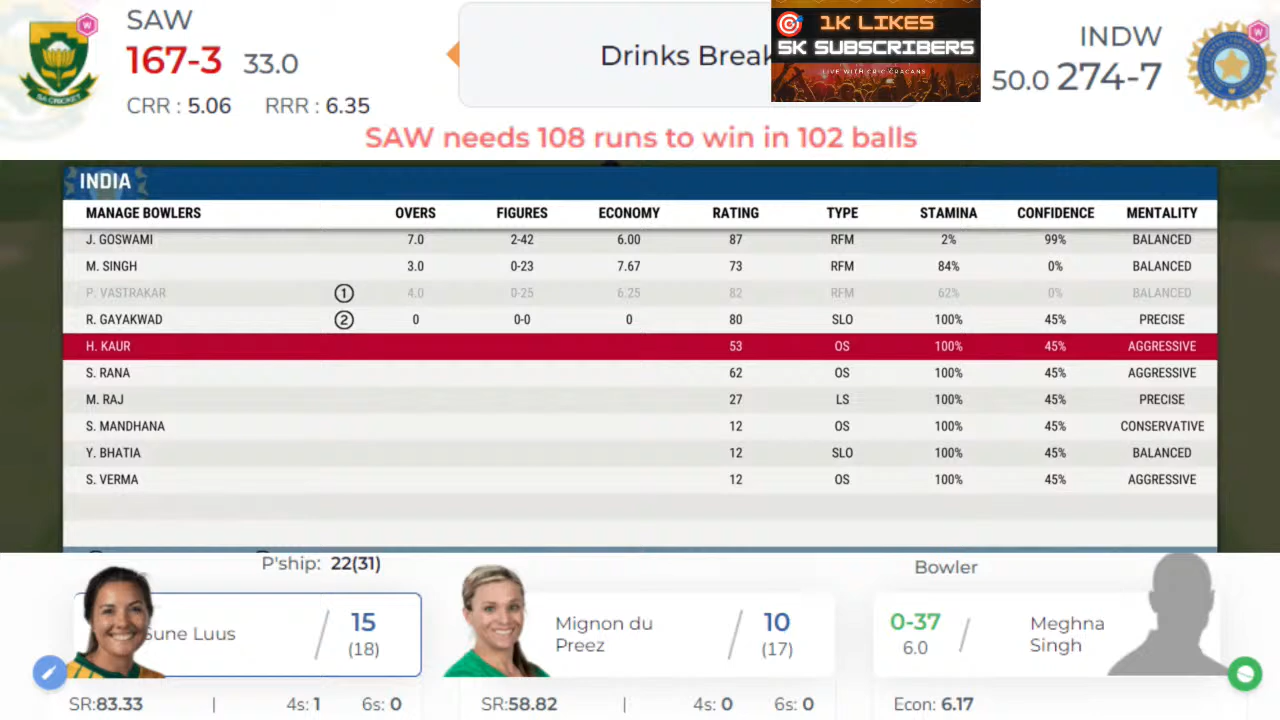 SAW
167-3 33.0
CRR : 5.06 RRR : 6.35
Drinks Break
1K LIKES
5K SUBSCRIBERS
LIVE WITH CRIC CRACANS
INDW
50.0 274-7
SAW needs 108 runs to win in 102 balls
INDIA
MANAGE BOWLERS OVERS FIGURES ECONOMY RATING TYPE STAMINA CONFIDENCE MENTALITY
J. GOSWAMI 7.0 2-42 6.00 87 RFM 2% 99% BALANCED
M. SINGH 3.0 0-23 7.67 73 RFM 84% 0% BALANCED
P. VASTRAKAR 1 4.0 0-25 6.25 82 RFM 62% 0% BALANCED
R. GAYAKWAD 2 0 0-0 0 80 SLO 100% 45% PRECISE
H. KAUR 53 OS 100% 45% AGGRESSIVE
S. RANA 62 OS 100% 45% AGGRESSIVE
M. RAJ 27 LS 100% 45% PRECISE
S. MANDHANA 12 OS 100% 45% CONSERVATIVE
Y. BHATIA 12 SLO 100% 45% BALANCED
S. VERMA 12 OS 100% 45% AGGRESSIVE
P'ship: 22(31)
Sune Luus / 15
(18)
SR:83.33 | 4s: 1 6s: 0
Mignon du
Preez / 10
(17)
SR:58.82 | 4s: 0 6s: 0
Bowler
0-37 / Meghna
6.0 Singh
Econ: 6.17